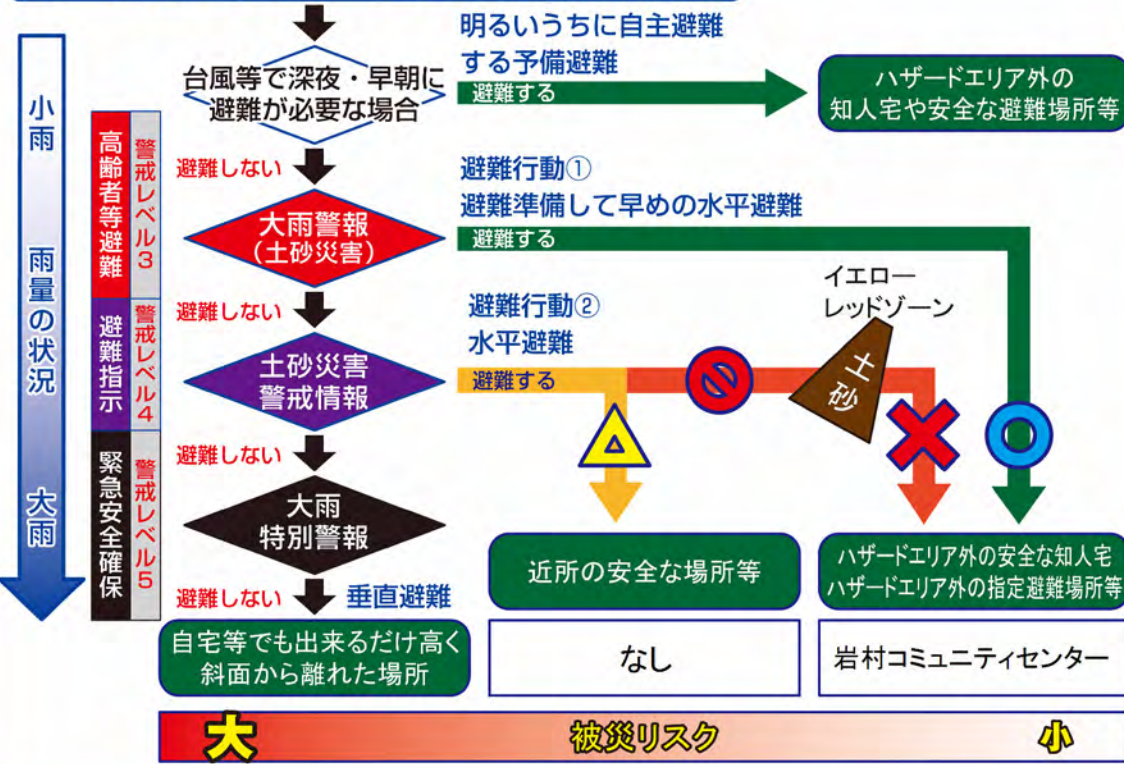 明るいうちに自主避難
する予備避難
台風等で深夜・早朝に
避難が必要な場合
避難する
ハザードエリア外の
知人宅や安全な避難場所等
小雨
雨量の状況
大雨
高齢者等避難
警戒レベル3
避難しない
避難行動①
避難準備して早めの水平避難
大雨警報
(土砂災害)
避難する
イエロー
レッドゾーン
避難指示
警戒レベル4
避難しない
避難行動②
水平避難
土砂災害
警戒情報
避難する
土砂
緊急安全確保
警戒レベル5
避難しない
大雨
特別警報
近所の安全な場所等
ハザードエリア外の安全な知人宅
ハザードエリア外の指定避難場所等
避難しない
垂直避難
自宅等でも出来るだけ高く
斜面から離れた場所
なし
岩村コミュニティセンター
大
被災リスク
小